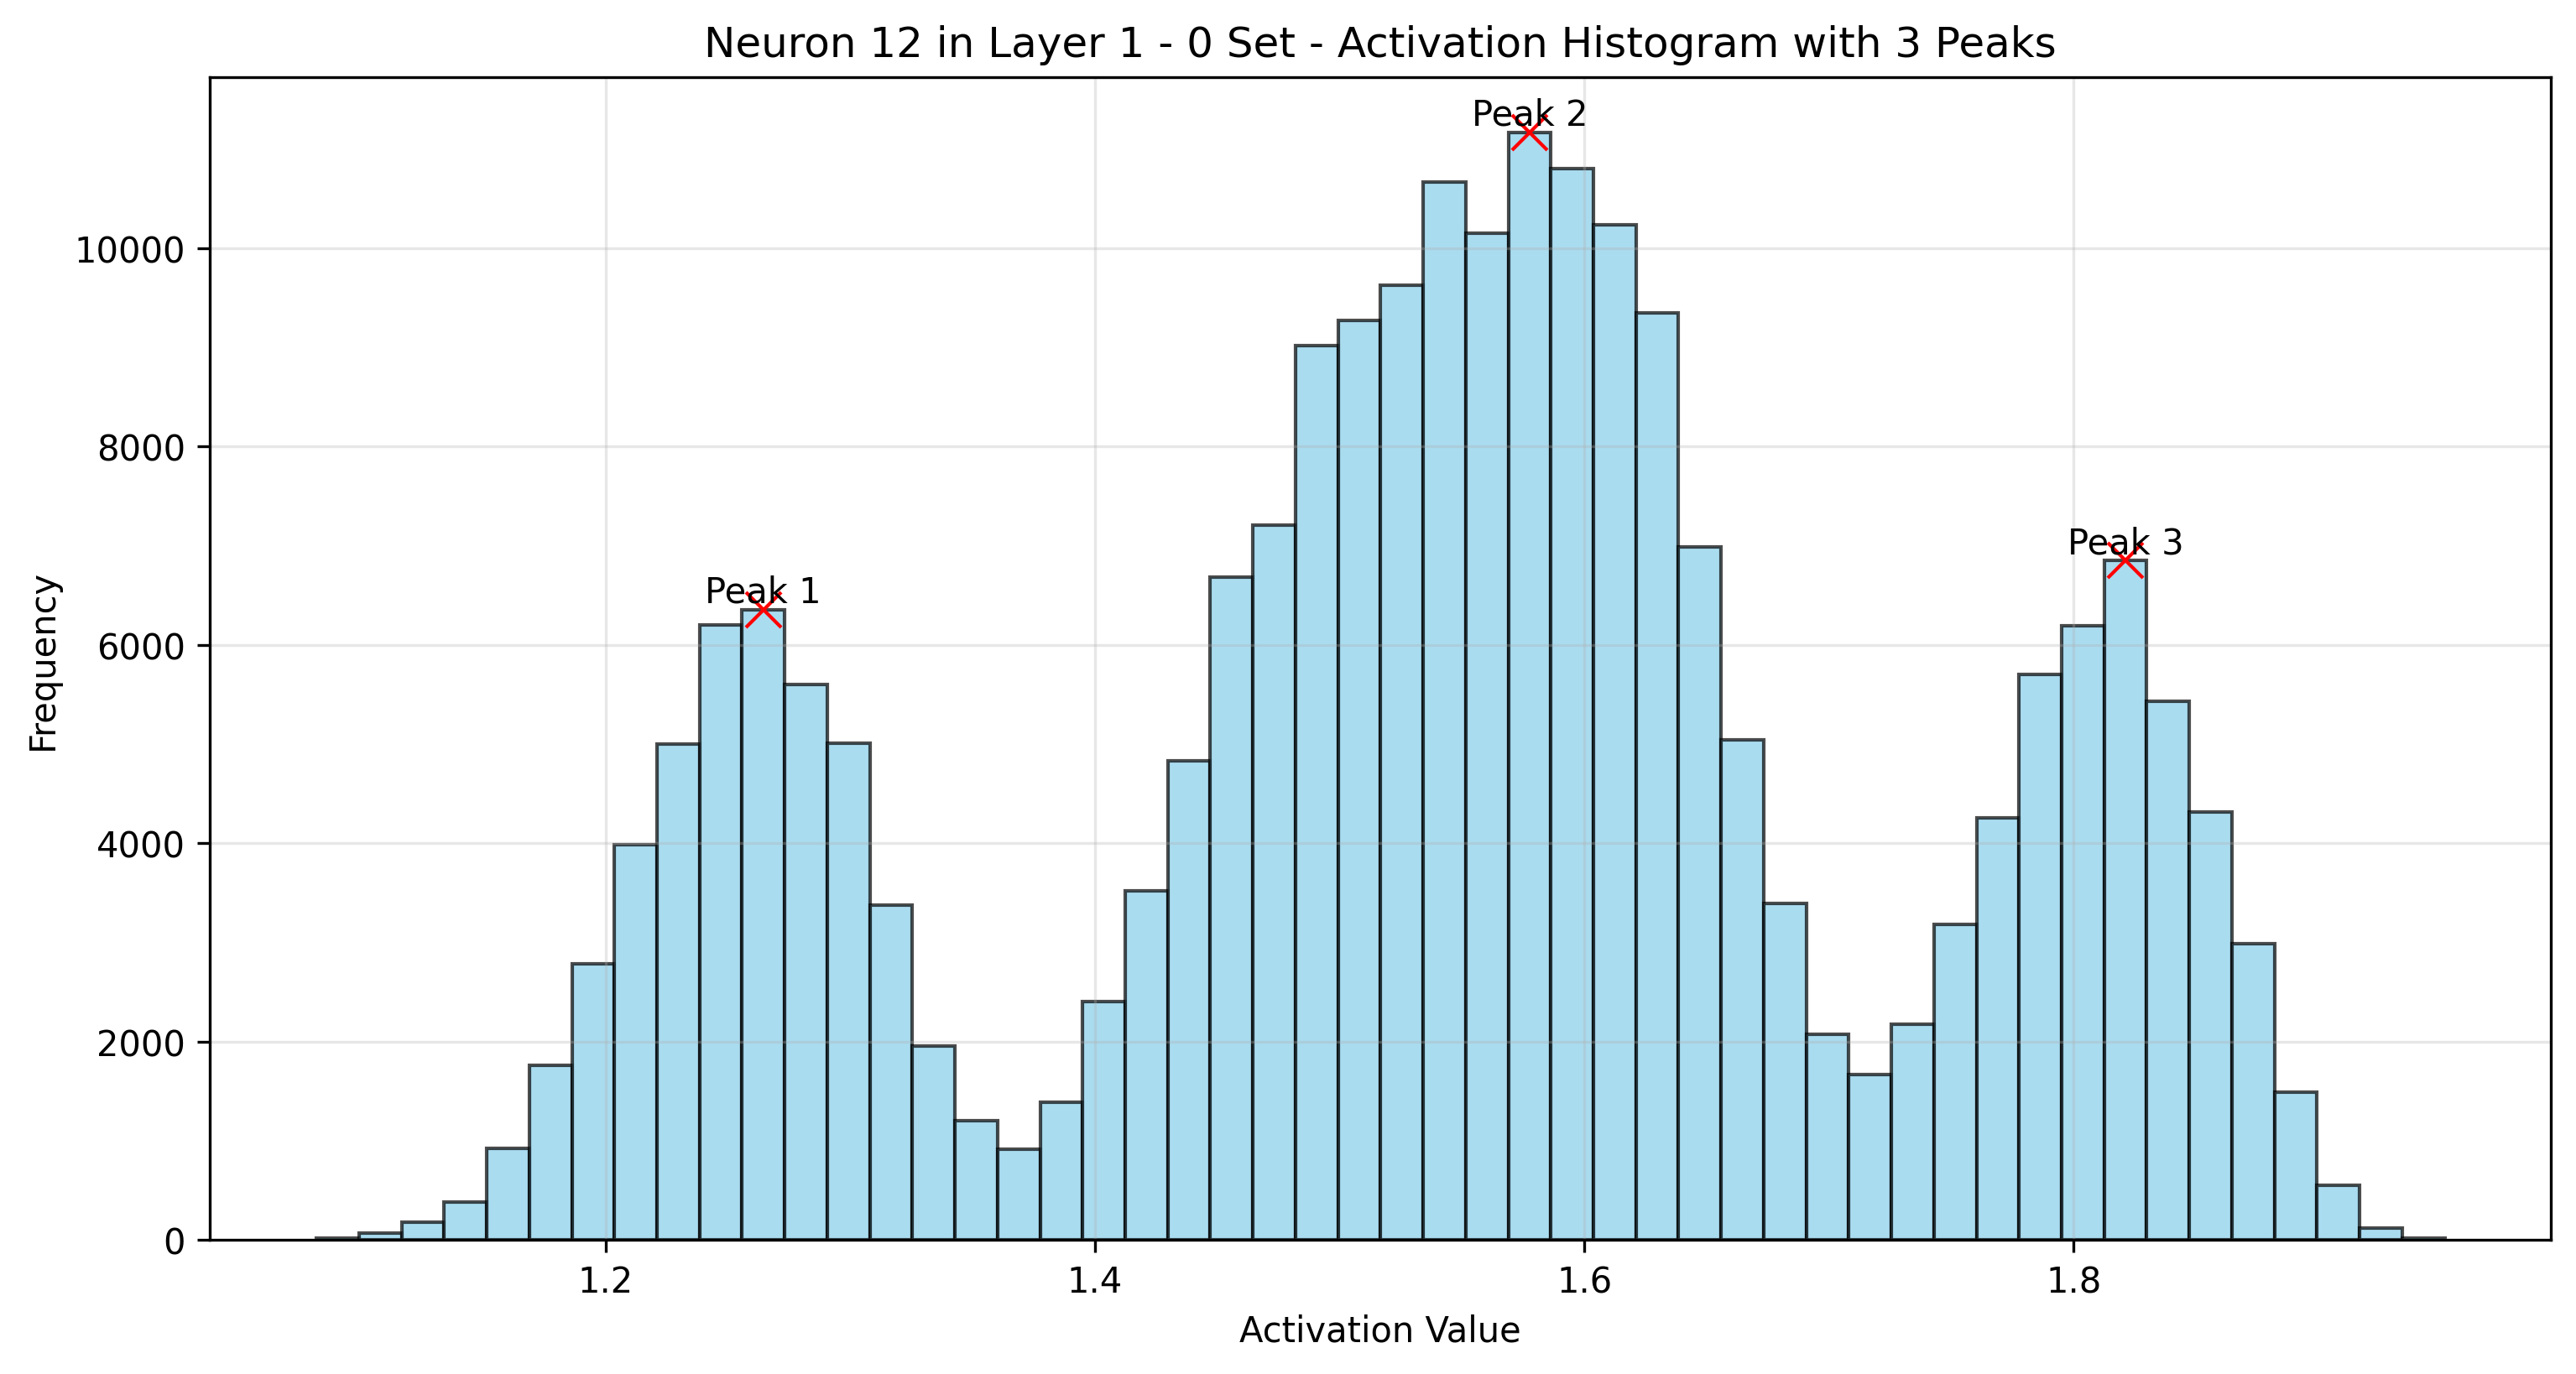 Neuron 12 in Layer 1 - 0 Set - Activation Histogram with 3 Peaks
Peak 2
10000
8000
Peak 3
Peak 1
6000
Frequency
4000
2000
0
1.2 1.4 1.6 1.8
Activation Value